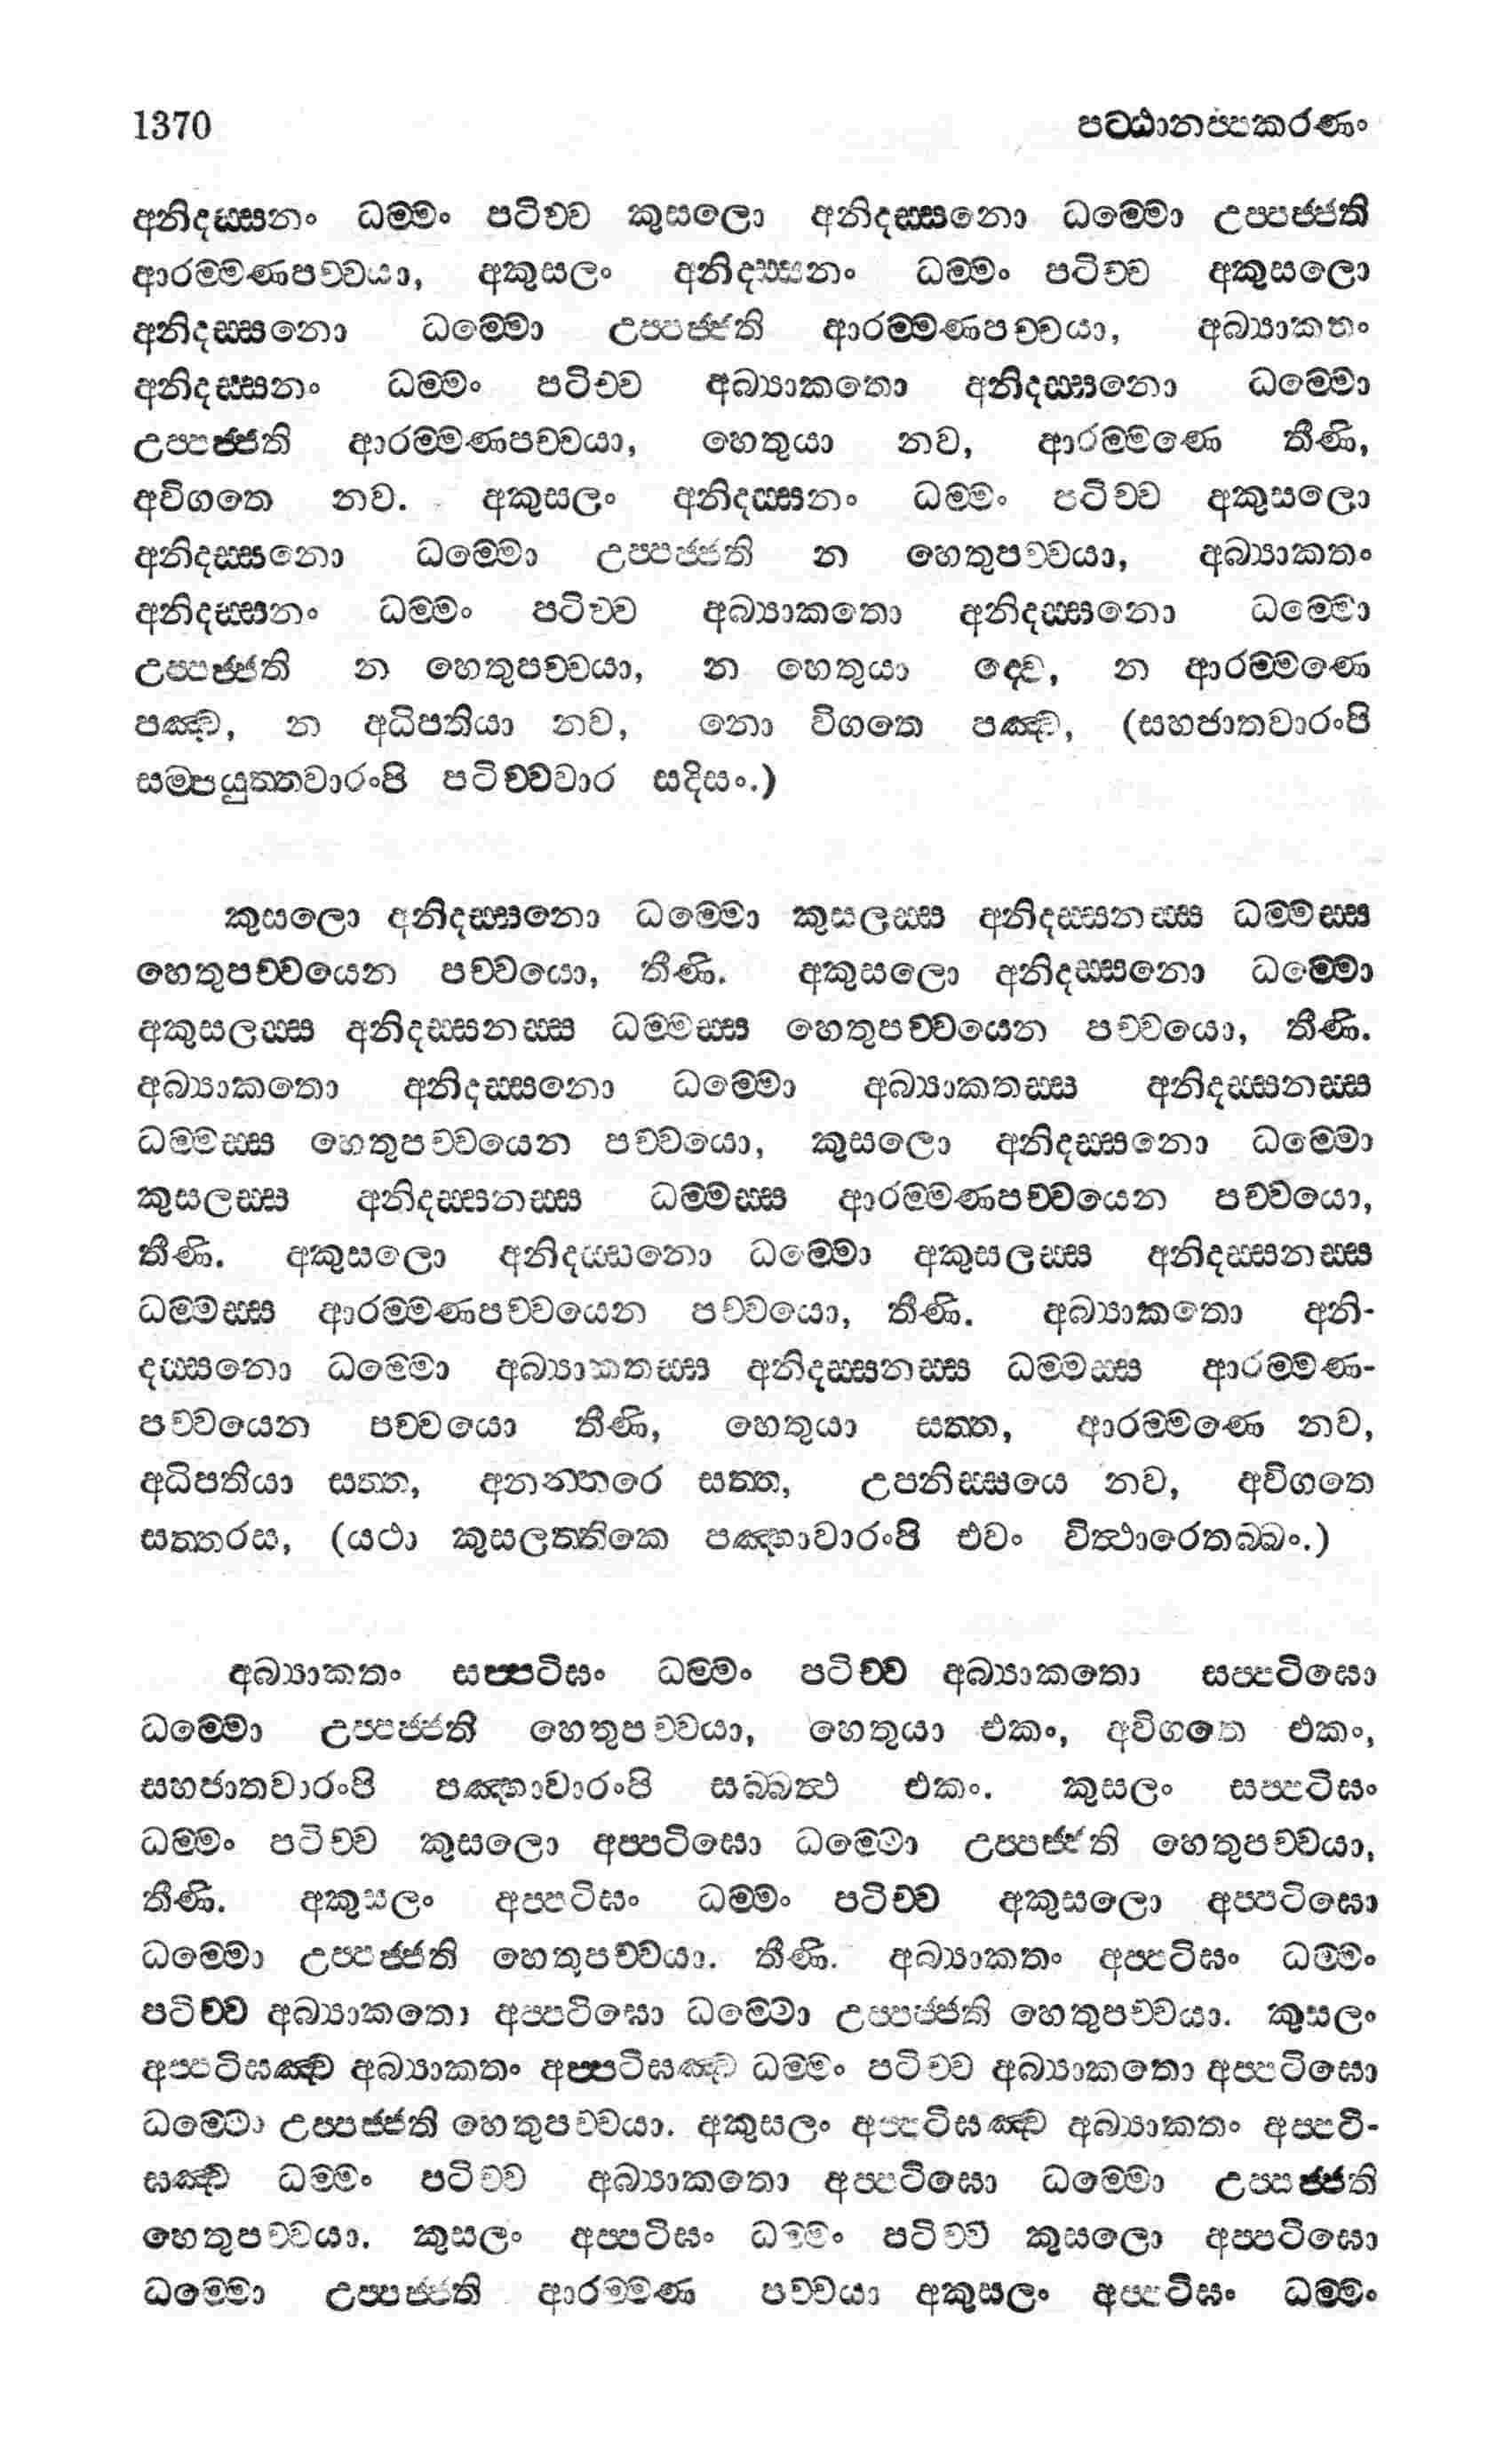 1370 පට්ඨානප්පකරණං
අනිදස්සනං ධම්මං පටිච්ච කුසලො අනිදස්සනො ධම්මො උප්පජ්ජති
ආරම්මණපච්චයා, අකුසලං අනිදස්සනං ධම්මං පටිච්ච අකුසලො
අනිදස්සනො ධම්මො උප්පජ්ජති ආරම්මණපච්චයා, අබ්‍යාකතං
අනිදස්සනං ධම්මං පටිච්ච අබ්‍යාකතො අනිදස්සනො ධම්මො
උප්පජ්ජති ආරම්මණපච්චයා, හෙතුයා නව, ආරම්මණෙ තීණි,
අවිගතෙ නව. අකුසලං අනිදස්සනං ධම්මං පටිච්ච අකුසලො
අනිදස්සනො ධම්මො උප්පජ්ජති න හෙතුපච්චයා, අබ්‍යාකතං
අනිදස්සනං ධම්මං පටිච්ච අබ්‍යාකතො අනිදස්සනො ධම්මො
උප්පජ්ජති න හෙතුපච්චයා, න හෙතුයා ද්වෙ, න ආරම්මණෙ
පඤ්ච, න අධිපතියා නව, නො විගතෙ පඤ්ච, (සහජාතවාරංපි
සම්පයුත්තවාරංපි පටිච්චවාර සදිසං.)
කුසලො අනිදස්සනො ධම්මො කුසලස්ස අනිදස්සනස්ස ධම්මස්ස
හෙතුපච්චයෙන පච්චයො, තීණි. අකුසලො අනිදස්සනො ධම්මො
අකුසලස්ස අනිදස්සනස්ස ධම්මස්ස හෙතුපච්චයෙන පච්චයො, තීණි.
අබ්‍යාකතො අනිදස්සනො ධම්මො අබ්‍යාකතස්ස අනිදස්සනස්ස
ධම්මස්ස හෙතුපච්චයෙන පච්චයො, කුසලො අනිදස්සනො ධම්මො
කුසලස්ස අනිදස්සනස්ස ධම්මස්ස ආරම්මණපච්චයෙන පච්චයො,
තීණි. අකුසලො අනිදස්සනො ධම්මො අකුසලස්ස අනිදස්සනස්ස
ධම්මස්ස ආරම්මණපච්චයෙන පච්චයො, තීණි. අබ්‍යාකතො අනි-
දස්සනො ධම්මො අබ්‍යාකතස්ස අනිදස්සනස්ස ධම්මස්ස ආරම්මණ-
පච්චයෙන පච්චයො තීණි, හෙතුයා සත්ත, ආරම්මණෙ නව,
අධිපතියා සත්ත, අනන්තරෙ සත්ත, උපනිස්සයෙ නව, අවිගතෙ
සත්තරස, (යථා කුසලත්තිකෙ පඤ්හාවාරංපි එවං විත්ථාරෙතබ්බං.)
අබ්‍යාකතං සප්පටිඝං ධම්මං පටිච්ච අබ්‍යාකතො සප්පටිඝො
ධම්මො උප්පජ්ජති හෙතුපච්චයා, හෙතුයා එකං, අවිගතෙ එකං,
සහජාතවාරංපි පඤ්හාවාරංපි සබ්බත්ථ එකං. කුසලං සප්පටිඝං
ධම්මං පටිච්ච කුසලො අප්පටිඝො ධම්මො උප්පජ්ජති හෙතුපච්චයා,
තීණි. අකුසලං අප්පටිඝං ධම්මං පටිච්ච අකුසලො අප්පටිඝො
ධම්මො උප්පජ්ජති හෙතුපච්චයා. තීණි. අබ්‍යාකතං අප්පටිඝං ධම්මං
පටිච්ච අබ්‍යාකතො අප්පටිඝො ධම්මො උප්පජ්ජති හෙතුපච්චයා. කුසලං
අප්පටිඝඤ්ච අබ්‍යාකතං අප්පටිඝඤ්ච ධම්මං පටිච්ච අබ්‍යාකතො අප්පටිඝො
ධම්මො උප්පජ්ජති හෙතුපච්චයා. අකුසලං අප්පටිඝඤ්ච අබ්‍යාකතං අප්පටි-
ඝඤ්ච ධම්මං පටිච්ච අබ්‍යාකතො අප්පටිඝො ධම්මො උප්පජ්ජති
හෙතුපච්චයා. කුසලං අප්පටිඝං ධම්මං පටිච්ච කුසලො අප්පටිඝො
ධම්මො උප්පජ්ජති ආරම්මණ පච්චයා අකුසලං අප්පටිඝං ධම්මං